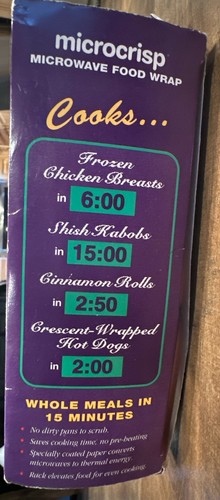 microcrisp
MICROWAVE FOOD WRAP
Cooks...
Frozen
Chicken Breasts
in 6:00
Shish Kabobs
in 15:00
Cinnamon Rolls
in 2:50
Crescent-Wrapped
Hot Dogs
in 2:00
WHOLE MEALS IN
15 MINUTES
• No dirty pans to scrub.
• Saves cooking time, no pre-heating
• Specially coated paper converts
microwaves to thermal energy.
• Rack elevates food for even cooking.